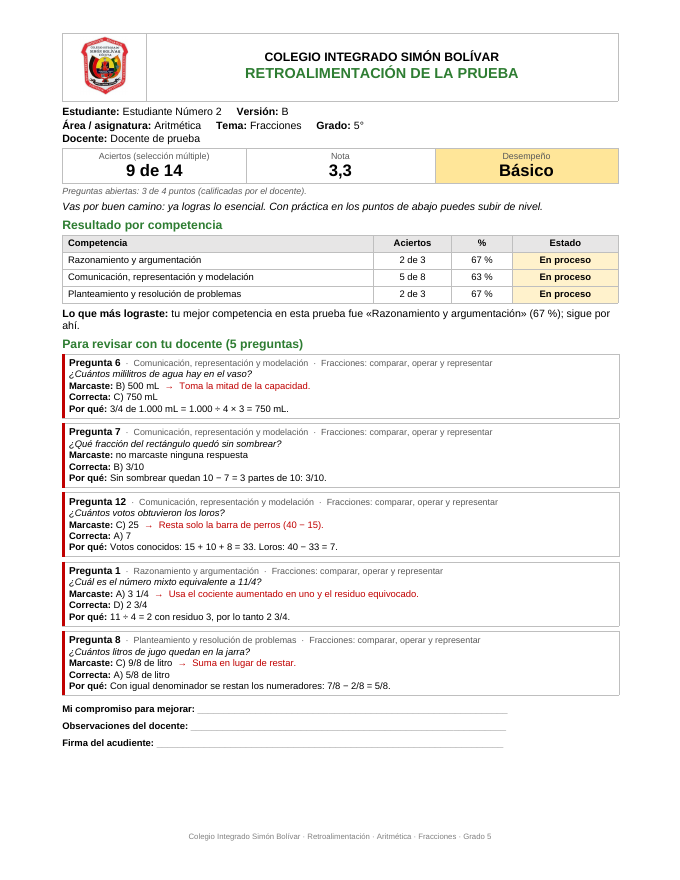 COLEGIO INTEGRADO SIMÓN BOLÍVAR
RETROALIMENTACIÓN DE LA PRUEBA
Estudiante: Estudiante Número 2 Versión: B
Área / asignatura: Aritmética Tema: Fracciones Grado: 5°
Docente: Docente de prueba
Aciertos (selección múltiple) Nota Desempeño
9 de 14 3,3 Básico
Preguntas abiertas: 3 de 4 puntos (calificadas por el docente).
Vas por buen camino: ya logras lo esencial. Con práctica en los puntos de abajo puedes subir de nivel.
Resultado por competencia
Competencia Aciertos % Estado
Razonamiento y argumentación 2 de 3 67 % En proceso
Comunicación, representación y modelación 5 de 8 63 % En proceso
Planteamiento y resolución de problemas 2 de 3 67 % En proceso
Lo que más lograste: tu mejor competencia en esta prueba fue «Razonamiento y argumentación» (67 %); sigue por
ahí.
Para revisar con tu docente (5 preguntas)
Pregunta 6 · Comunicación, representación y modelación · Fracciones: comparar, operar y representar
¿Cuántos mililitros de agua hay en el vaso?
Marcaste: B) 500 mL → Toma la mitad de la capacidad.
Correcta: C) 750 mL
Por qué: 3/4 de 1.000 mL = 1.000 ÷ 4 × 3 = 750 mL.
Pregunta 7 · Comunicación, representación y modelación · Fracciones: comparar, operar y representar
¿Qué fracción del rectángulo quedó sin sombrear?
Marcaste: no marcaste ninguna respuesta
Correcta: B) 3/10
Por qué: Sin sombrear quedan 10 − 7 = 3 partes de 10: 3/10.
Pregunta 12 · Comunicación, representación y modelación · Fracciones: comparar, operar y representar
¿Cuántos votos obtuvieron los loros?
Marcaste: C) 25 → Resta solo la barra de perros (40 − 15).
Correcta: A) 7
Por qué: Votos conocidos: 15 + 10 + 8 = 33. Loros: 40 − 33 = 7.
Pregunta 1 · Razonamiento y argumentación · Fracciones: comparar, operar y representar
¿Cuál es el número mixto equivalente a 11/4?
Marcaste: A) 3 1/4 → Usa el cociente aumentado en uno y el residuo equivocado.
Correcta: D) 2 3/4
Por qué: 11 ÷ 4 = 2 con residuo 3, por lo tanto 2 3/4.
Pregunta 8 · Planteamiento y resolución de problemas · Fracciones: comparar, operar y representar
¿Cuántos litros de jugo quedan en la jarra?
Marcaste: C) 9/8 de litro → Suma en lugar de restar.
Correcta: A) 5/8 de litro
Por qué: Con igual denominador se restan los numeradores: 7/8 − 2/8 = 5/8.
Mi compromiso para mejorar:
Observaciones del docente:
Firma del acudiente:
Colegio Integrado Simón Bolívar · Retroalimentación · Aritmética · Fracciones · Grado 5